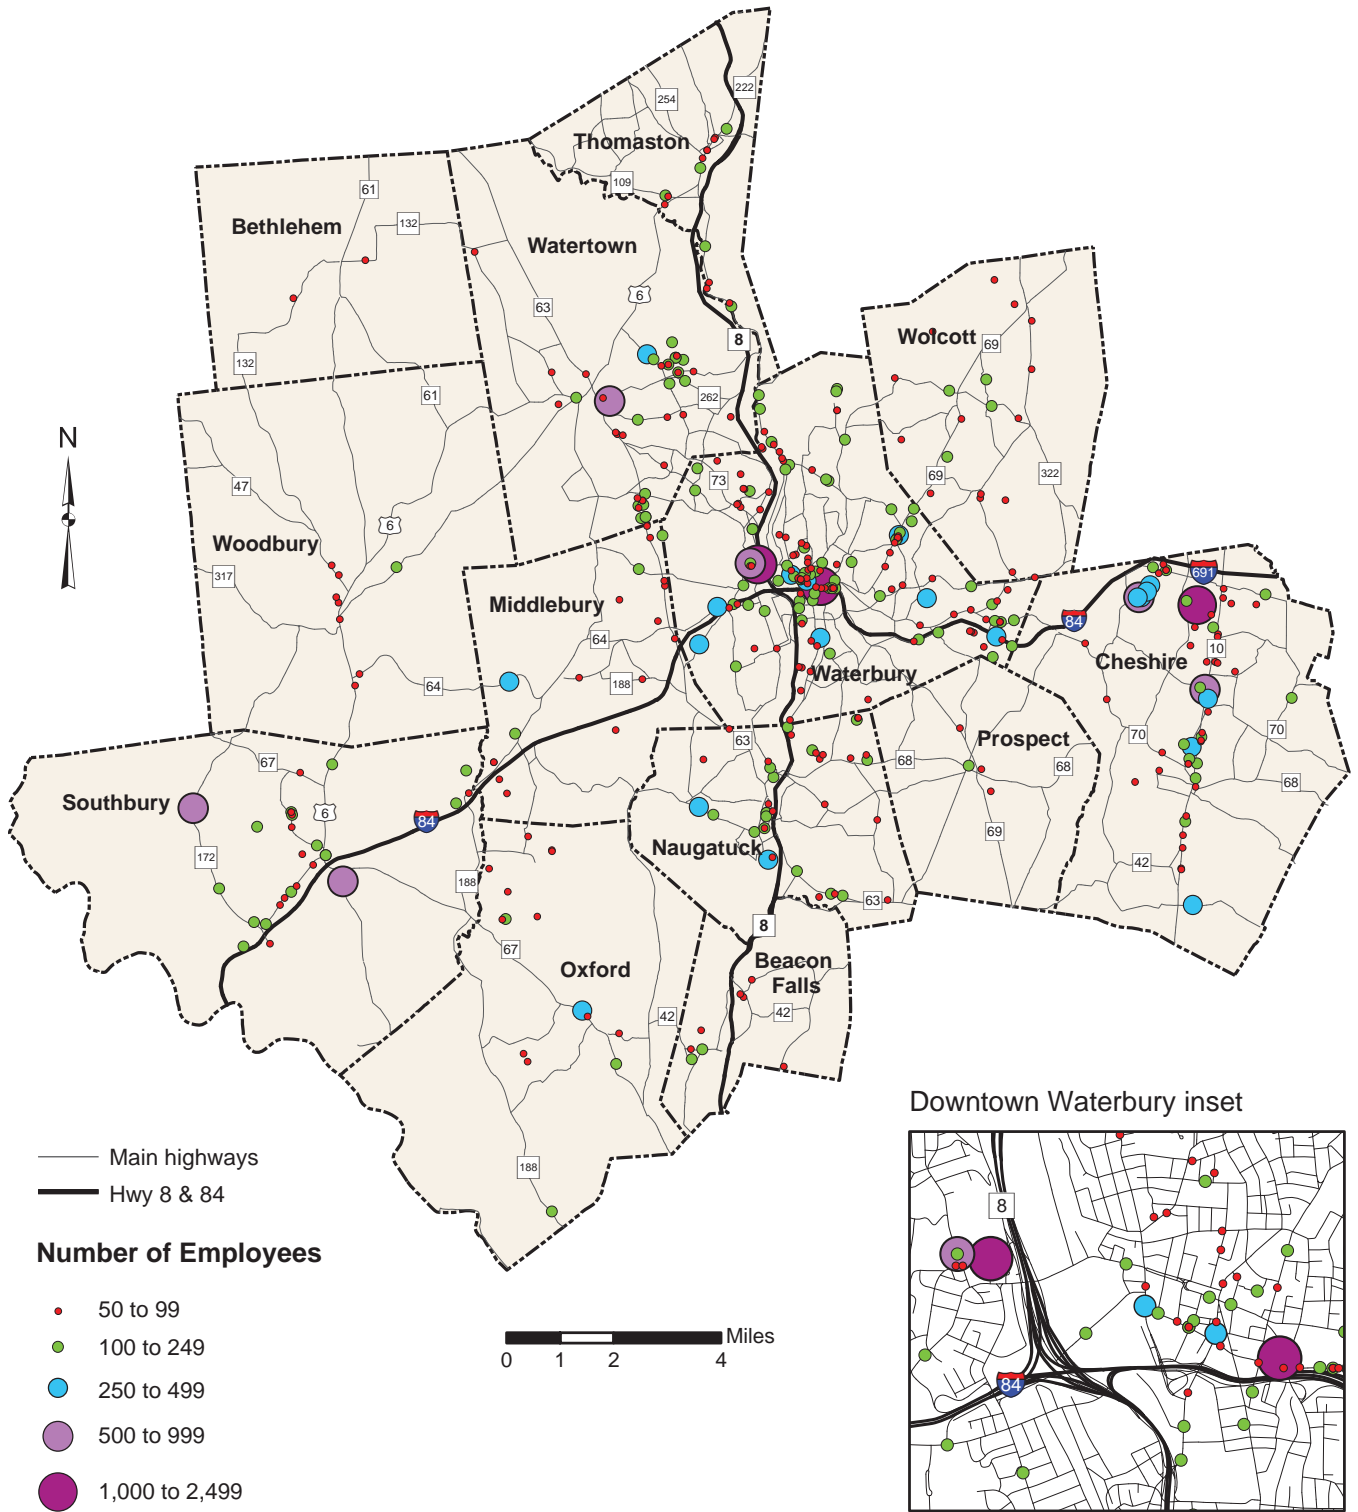 222
254
Thomaston
109
61
Bethlehem
132
Watertown
6
63
8
Wolcott
69
132
61
262
N
73
69
322
47
6
Woodbury
317
691
Middlebury
84
64
10
Cheshire
64
188
Waterbury
63
70
70
Prospect
67
68
68
68
Southbury
6
84
69
172
Naugatuck
42
188
63
8
67
Oxford
Beacon
Falls
42
42
188
Downtown Waterbury inset
8
84
Main highways
Hwy 8 & 84
Number of Employees
50 to 99
100 to 249
250 to 499
500 to 999
1,000 to 2,499
Miles
0 1 2 4